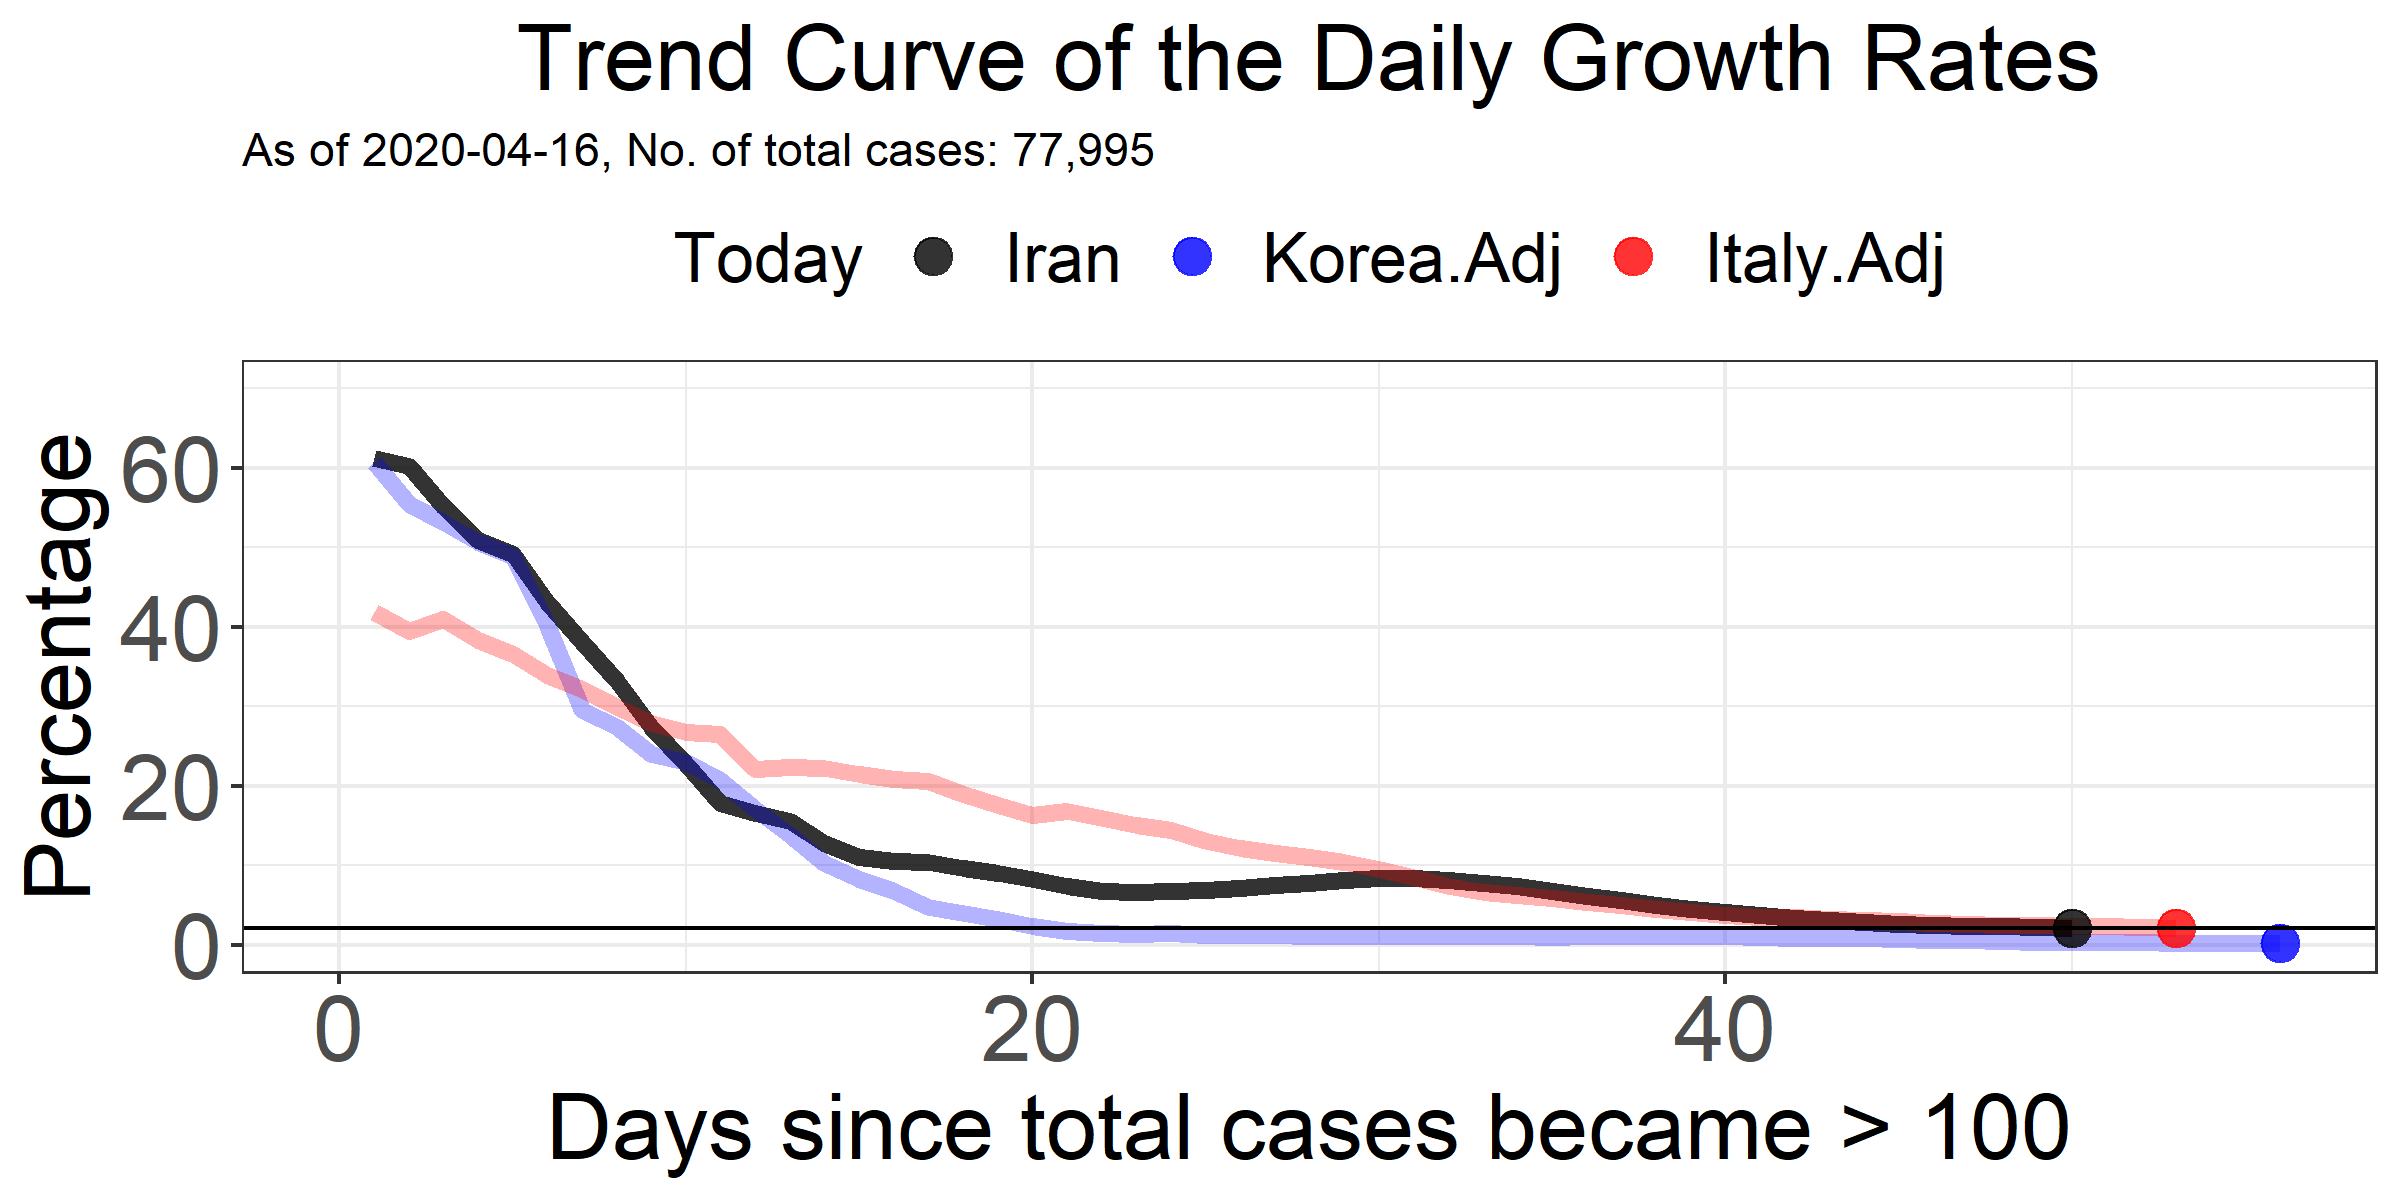 Trend Curve of the Daily Growth Rates
As of 2020-04-16, No. of total cases: 77,995
Today Iran Korea.Adj Italy.Adj
Percentage
60
40
20
0
0 20 40
Days since total cases became > 100